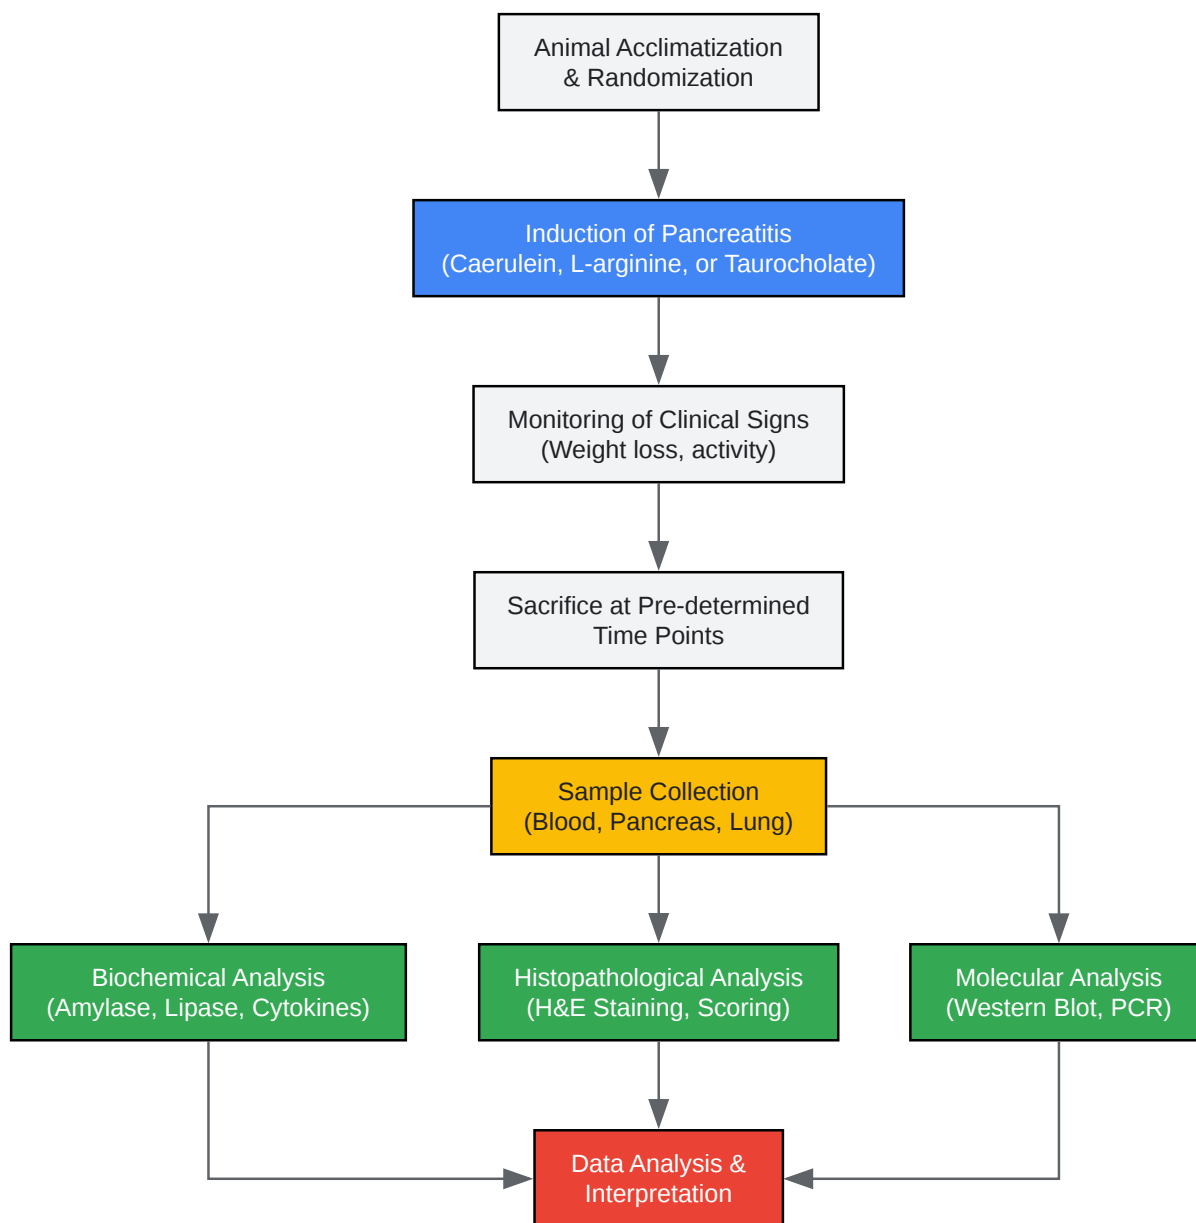 Animal Acclimatization
& Randomization
Induction of Pancreatitis
(Caerulein, L-arginine, or Taurocholate)
Monitoring of Clinical Signs
(Weight loss, activity)
Sacrifice at Pre-determined
Time Points
Sample Collection
(Blood, Pancreas, Lung)
Biochemical Analysis
(Amylase, Lipase, Cytokines)
Histopathological Analysis
(H&E Staining, Scoring)
Molecular Analysis
(Western Blot, PCR)
Data Analysis &
Interpretation